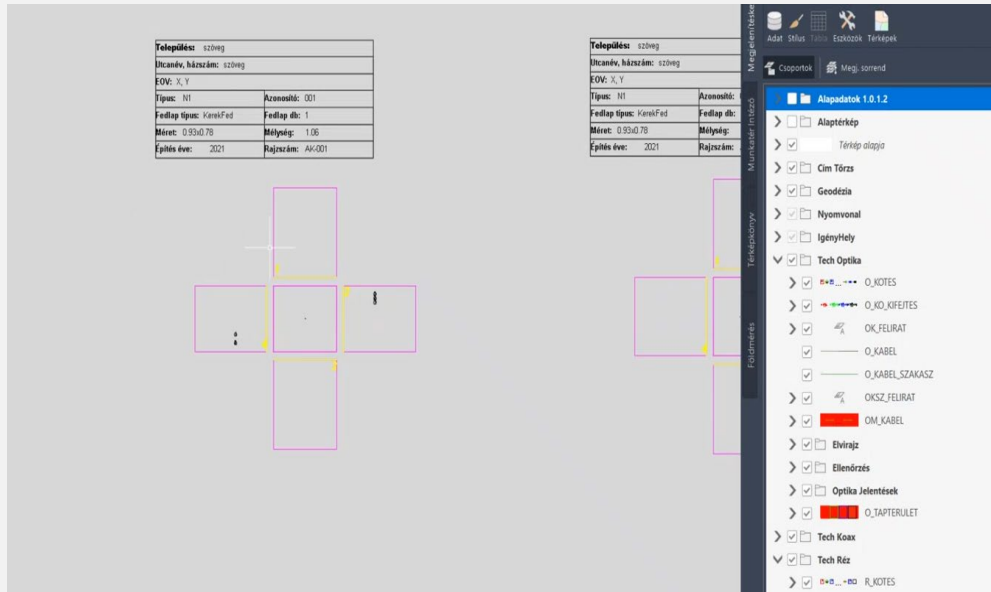 Település: szöveg
Utcanév, házszám: szöveg
EOV: X, Y
Típus: N1 Azonosító: 001
Fedlap típus: KerekFed Fedlap db: 1
Méret: 0.93x0.78 Mélység: 1.06
Építés éve: 2021 Rajzszám: AK-001
Település: szöveg
Utcanév, házszám: szöveg
EOV: X, Y
Típus: N1 Azonosító:
Fedlap típus: KerekFed Fedlap db:
Méret: 0.93x0.78 Mélység:
Építés éve: 2021 Rajzszám:
Megjelenítéske
Munkatér Intéző
Térképkönyv
Földmérés
Adat Stílus Tábla Eszközök Térképek
Csoportok Megj. sorrend
Alapadatok 1.0.1.2
Alaptérkép
Térkép alapja
Cím Törzs
Geodézia
Nyomvonal
IgényHely
Tech Optika
O_KOTES
O_KO_KIFEJTES
OK_FELIRAT
O_KABEL
O_KABEL_SZAKASZ
OKSZ_FELIRAT
OM_KABEL
Elvirajz
Ellenőrzés
Optika Jelentések
O_TAPTERULET
Tech Koax
Tech Réz
R_KOTES